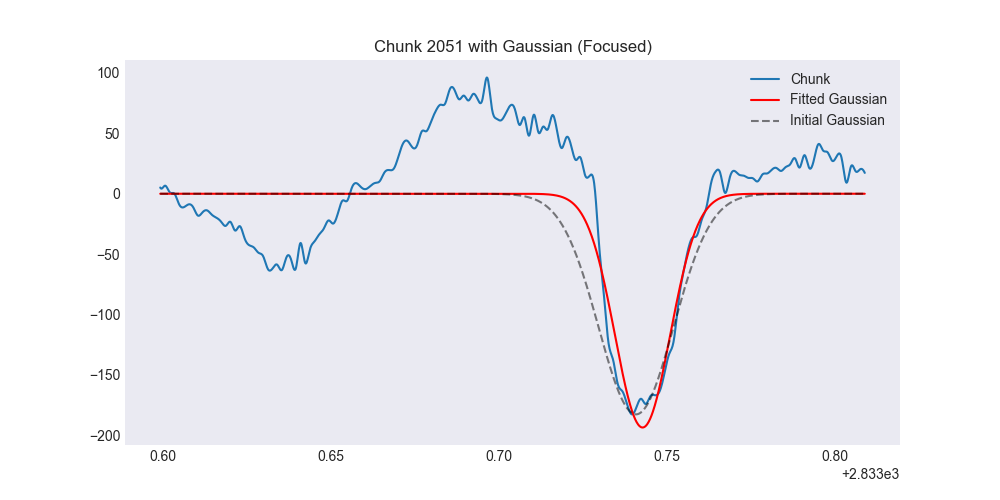 Chunk 2051 with Gaussian (Focused)
100
50
0
−50
−100
−150
−200
Chunk
Fitted Gaussian
Initial Gaussian
0.60 0.65 0.70 0.75 0.80
+2.833e3